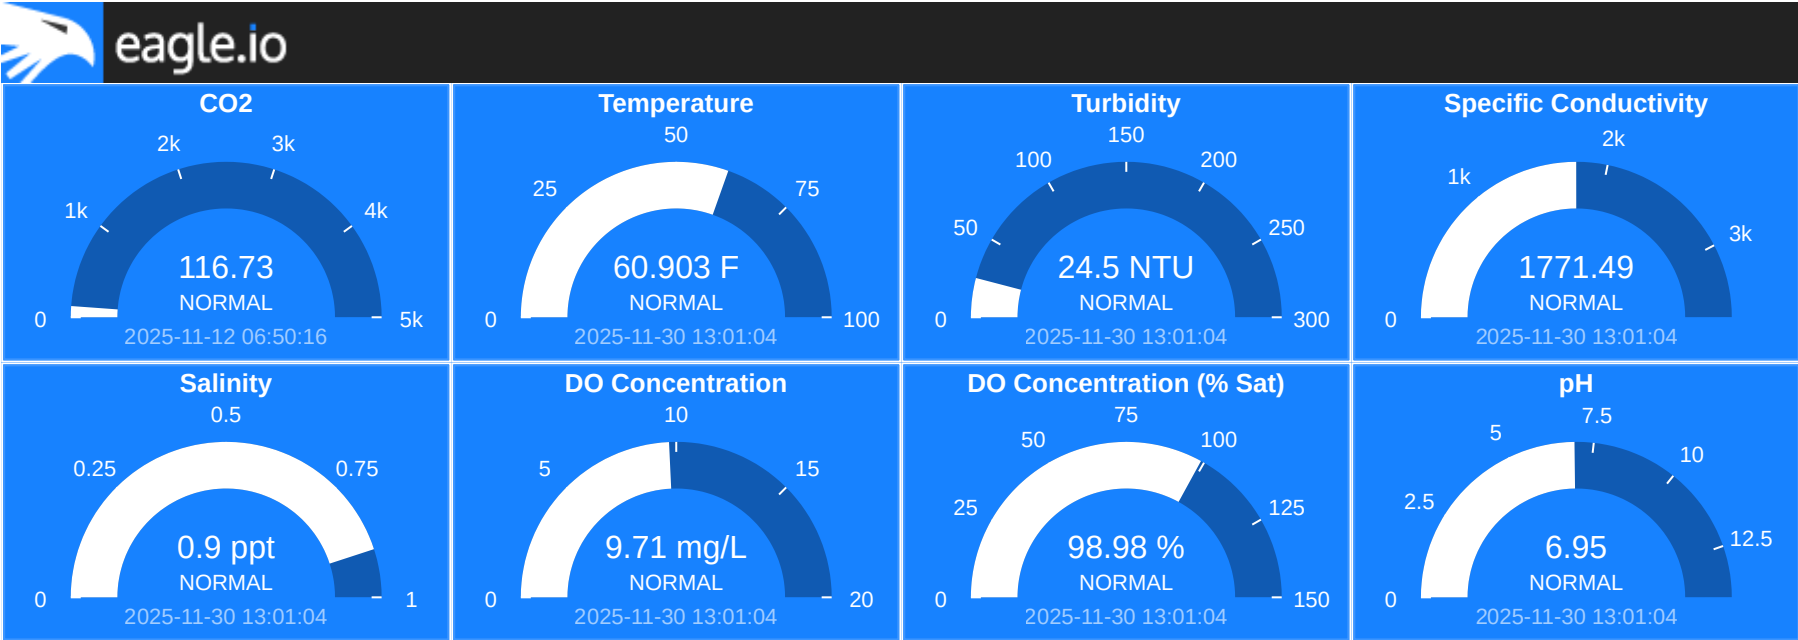 eagle.io
CO2
2k 3k
1k 4k
116.73
NORMAL
0 5k
2025-11-12 06:50:16
Temperature
50
25 75
60.903 F
NORMAL
0 100
2025-11-30 13:01:04
Turbidity
150
100 200
50 250
24.5 NTU
NORMAL
0 300
2025-11-30 13:01:04
Specific Conductivity
2k
1k
3k
1771.49
NORMAL
0
2025-11-30 13:01:04
Salinity
0.5
0.25 0.75
0.9 ppt
NORMAL
0 1
2025-11-30 13:01:04
DO Concentration
10
5 15
9.71 mg/L
NORMAL
0 20
2025-11-30 13:01:04
DO Concentration (% Sat)
75
50 100
25 125
98.98 %
NORMAL
0 150
2025-11-30 13:01:04
pH
7.5
5
10
2.5
12.5
6.95
NORMAL
0
2025-11-30 13:01:04